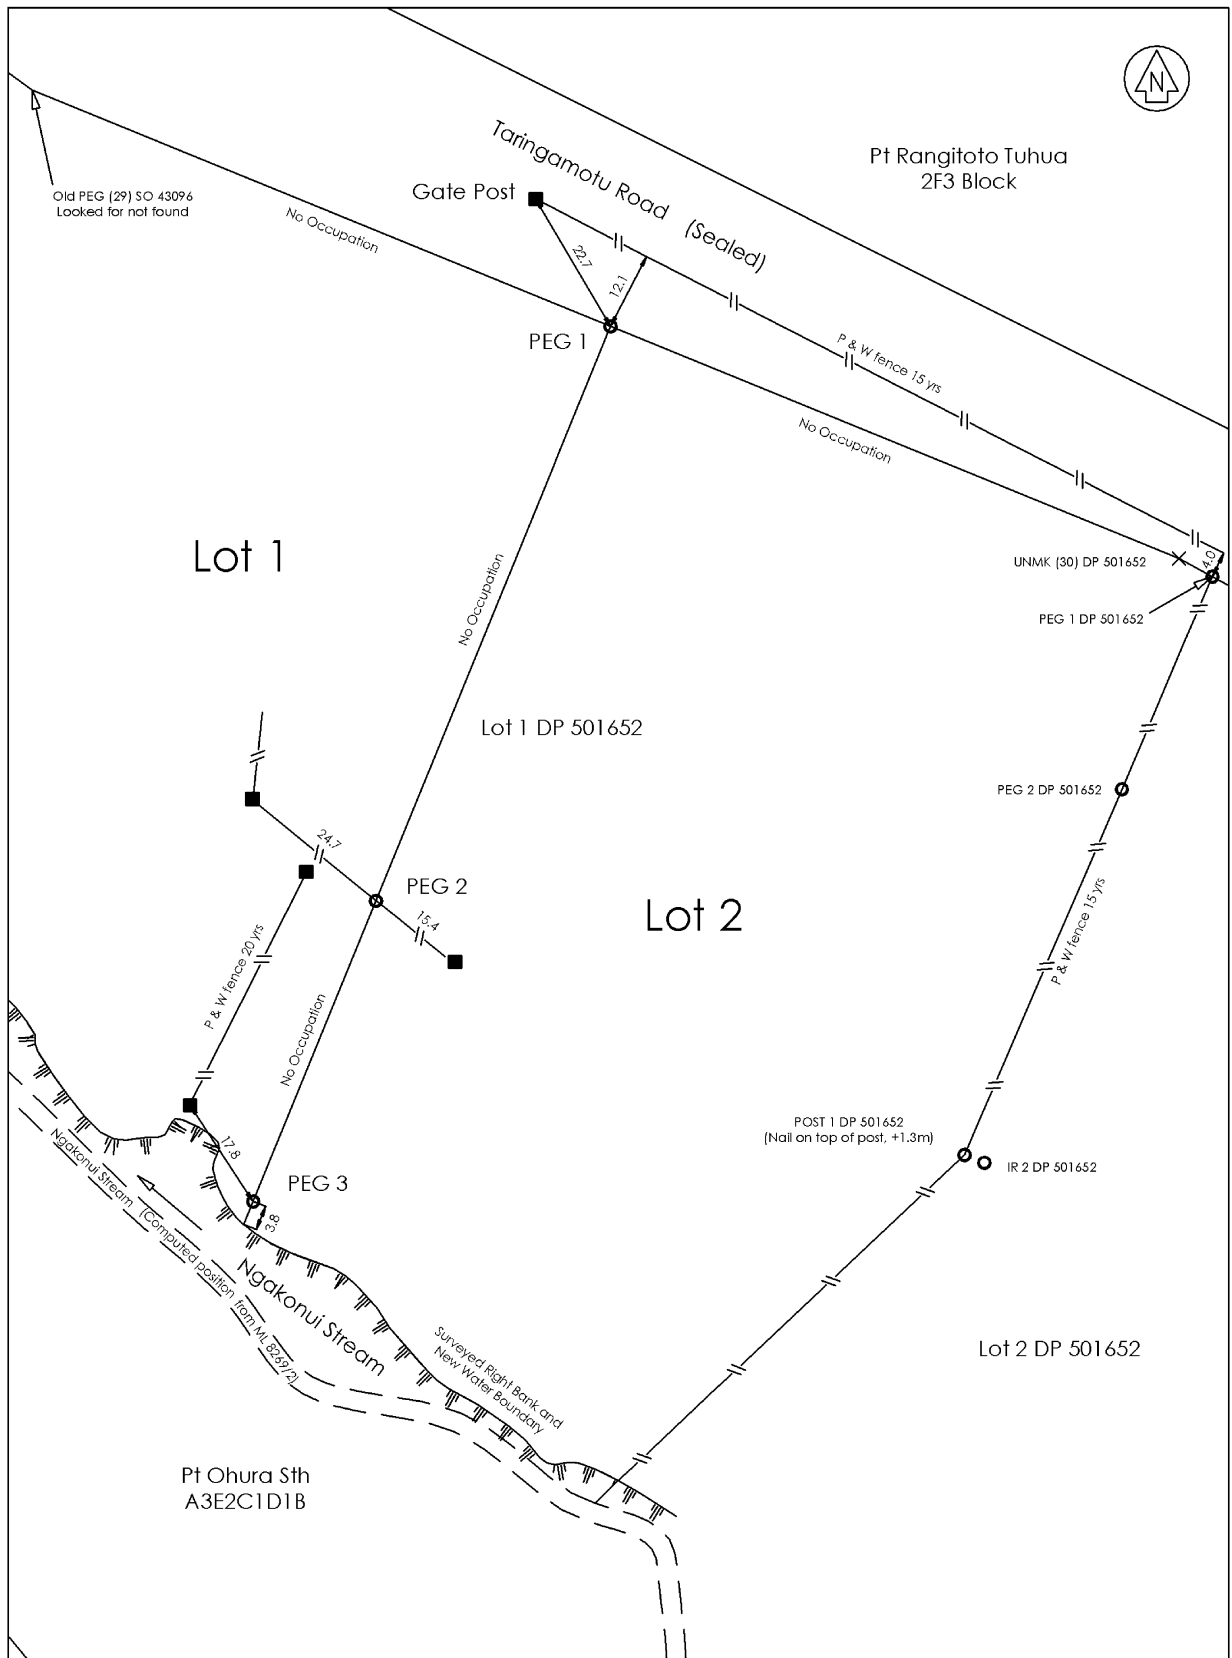 N
Taringamotu Road (Sealed)
Pt Rangitoto Tuhua
2F3 Block
Old PEG (29) SO 43096
Looked for not found
Gate Post
No Occupation
22.7
12.1
PEG 1
P & W fence 15 yrs
No Occupation
Lot 1
UNMK (30) DP 501652
4.0
PEG 1 DP 501652
No Occupation
Lot 1 DP 501652
PEG 2 DP 501652
24.7
PEG 2
15.4
Lot 2
P & W fence 20 yrs
P & W fence 15 yrs
No Occupation
POST 1 DP 501652
(Nail on top of post, +1.3m)
IR 2 DP 501652
17.8
PEG 3
3.8
Ngakonui Stream (Computed position from ML 8269/2)
Ngakonui Stream
Surveyed Right Bank and
New Water Boundary
Lot 2 DP 501652
Pt Ohura Sth
A3E2C1D1B